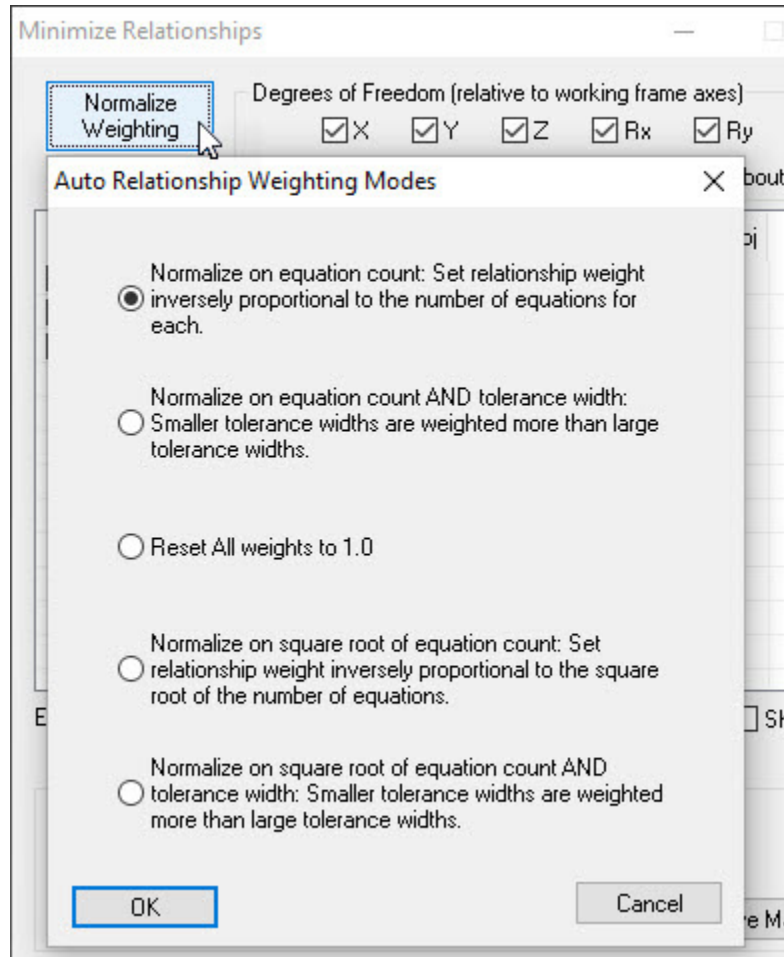 Minimize Relationships
Normalize
Weighting
Degrees of Freedom (relative to working frame axes)
X Y Z Rx Ry
Auto Relationship Weighting Modes
Normalize on equation count: Set relationship weight
inversely proportional to the number of equations for
each.
Normalize on equation count AND tolerance width:
Smaller tolerance widths are weighted more than large
tolerance widths.
Reset All weights to 1.0
Normalize on square root of equation count: Set
relationship weight inversely proportional to the square
root of the number of equations.
Normalize on square root of equation count AND
tolerance width: Smaller tolerance widths are weighted
more than large tolerance widths.
OK Cancel